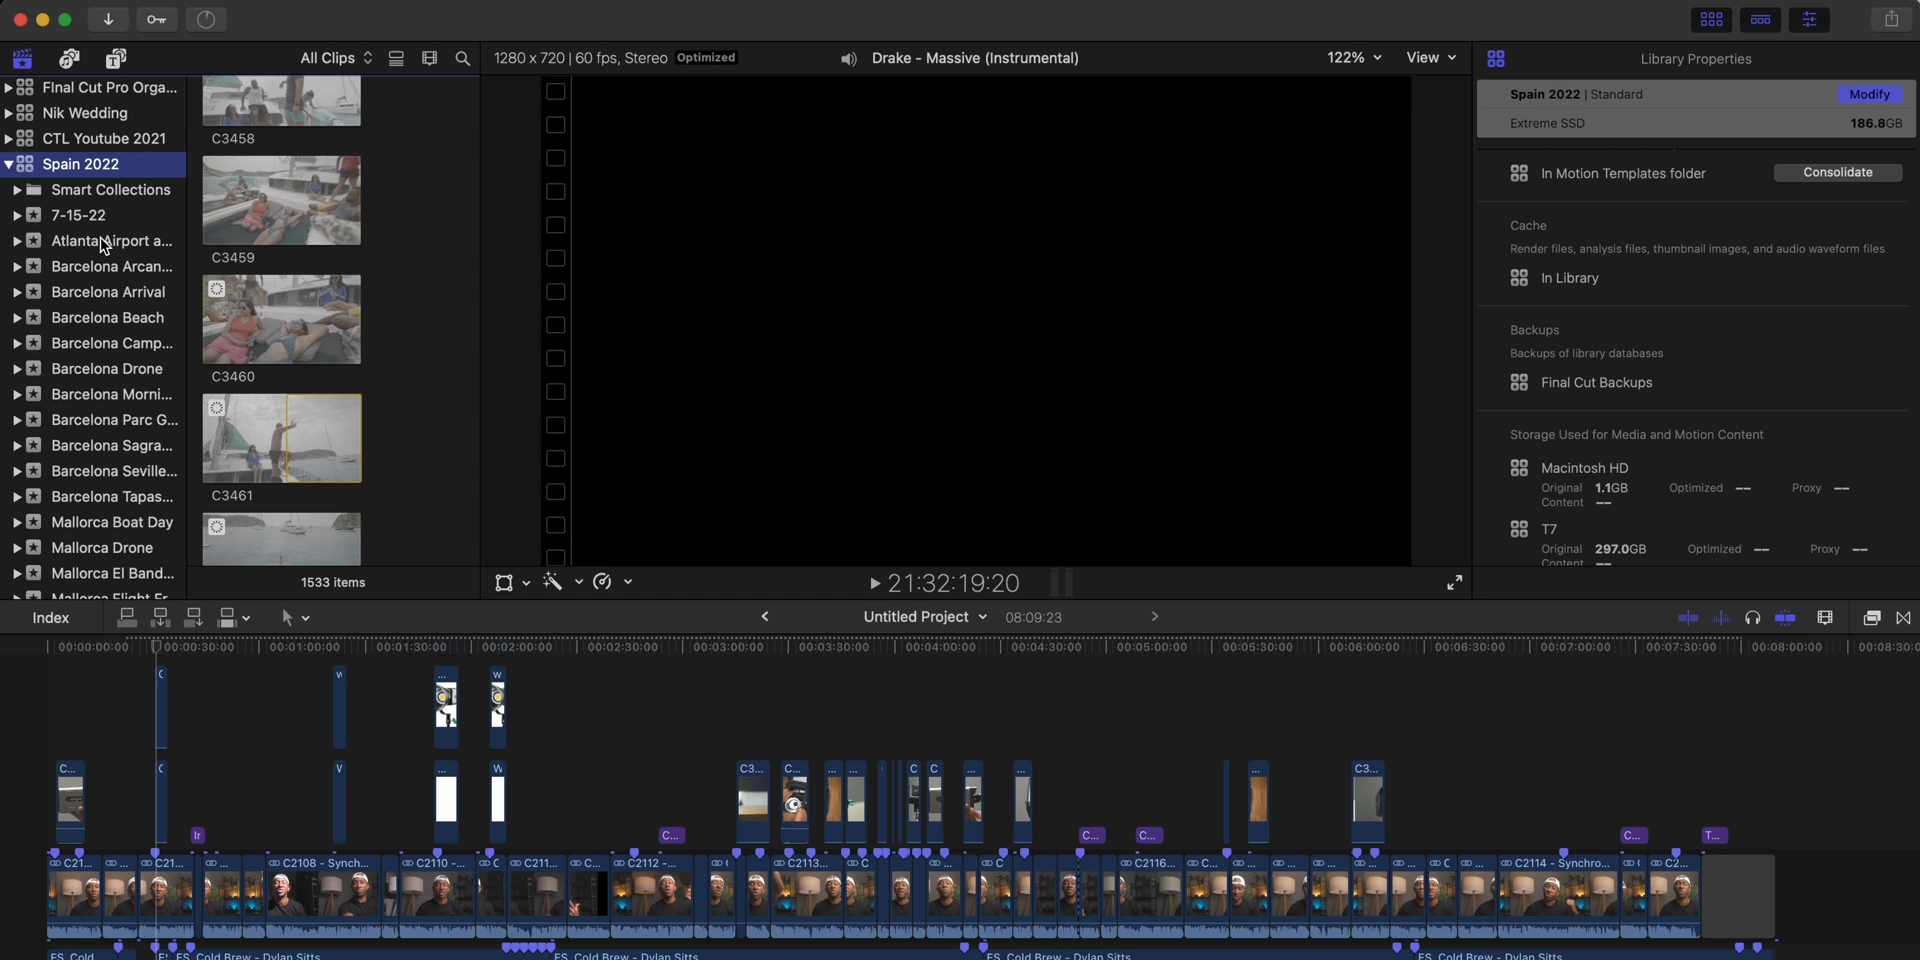 All Clips
1280 x 720 | 60 fps, Stereo Optimized
Drake - Massive (Instrumental)
122%
View
Library Properties
FInal Cut Pro Orga...
Nik Wedding
CTL Youtube 2021
Spain 2022
Smart Collections
7-15-22
Atlanta Airport a...
Barcelona Arcan...
Barcelona Arrival
Barcelona Beach
Barcelona Camp...
Barcelona Drone
Barcelona Morni...
Barcelona Parc G...
Barcelona Sagra...
Barcelona Seville...
Barcelona Tapas...
Mallorca Boat Day
Mallorca Drone
Mallorca El Band...
Mallorca Flight Fr...
C3458
C3459
C3460
C3461
1533 items
21:32:19:20
Spain 2022 | Standard
Modify
Extreme SSD
186.8GB
In Motion Templates folder
Consolidate
Cache
Render files, analysis files, thumbnail images, and audio waveform files
In Library
Backups
Backups of library databases
Final Cut Backups
Storage Used for Media and Motion Content
Macintosh HD
Original 1.1GB Optimized -- Proxy --
Content --
T7
Original 297.0GB Optimized -- Proxy --
Content --
Index
Untitled Project
08:09:23
00:00:00:00 00:00:30:00 00:01:00:00 00:01:30:00 00:02:00:00 00:02:30:00 00:03:00:00 00:03:30:00 00:04:00:00 00:04:30:00 00:05:00:00 00:05:30:00 00:06:00:00 00:06:30:00 00:07:00:00 00:07:30:00 00:08:00:00 00:08:30:0
C w ... w
C... C W ... W C3... C... ... ... C C ... ... ... C3...
Ir C... C... C... C... T...
C21... ... C21... ... C2108 - Synch... C2110 -... C C211... C... C2112 -... C2113... C ... C C2116... C... ... ... ... ... ... C ... C2114 - Synchro... C2...
ES_Cold ES_Cold Brew - Dylan Sitts ES_Cold Brew - Dylan Sitts ES_Cold Brew - Dylan Sitts ES_Cold Brew - Dylan Sitts